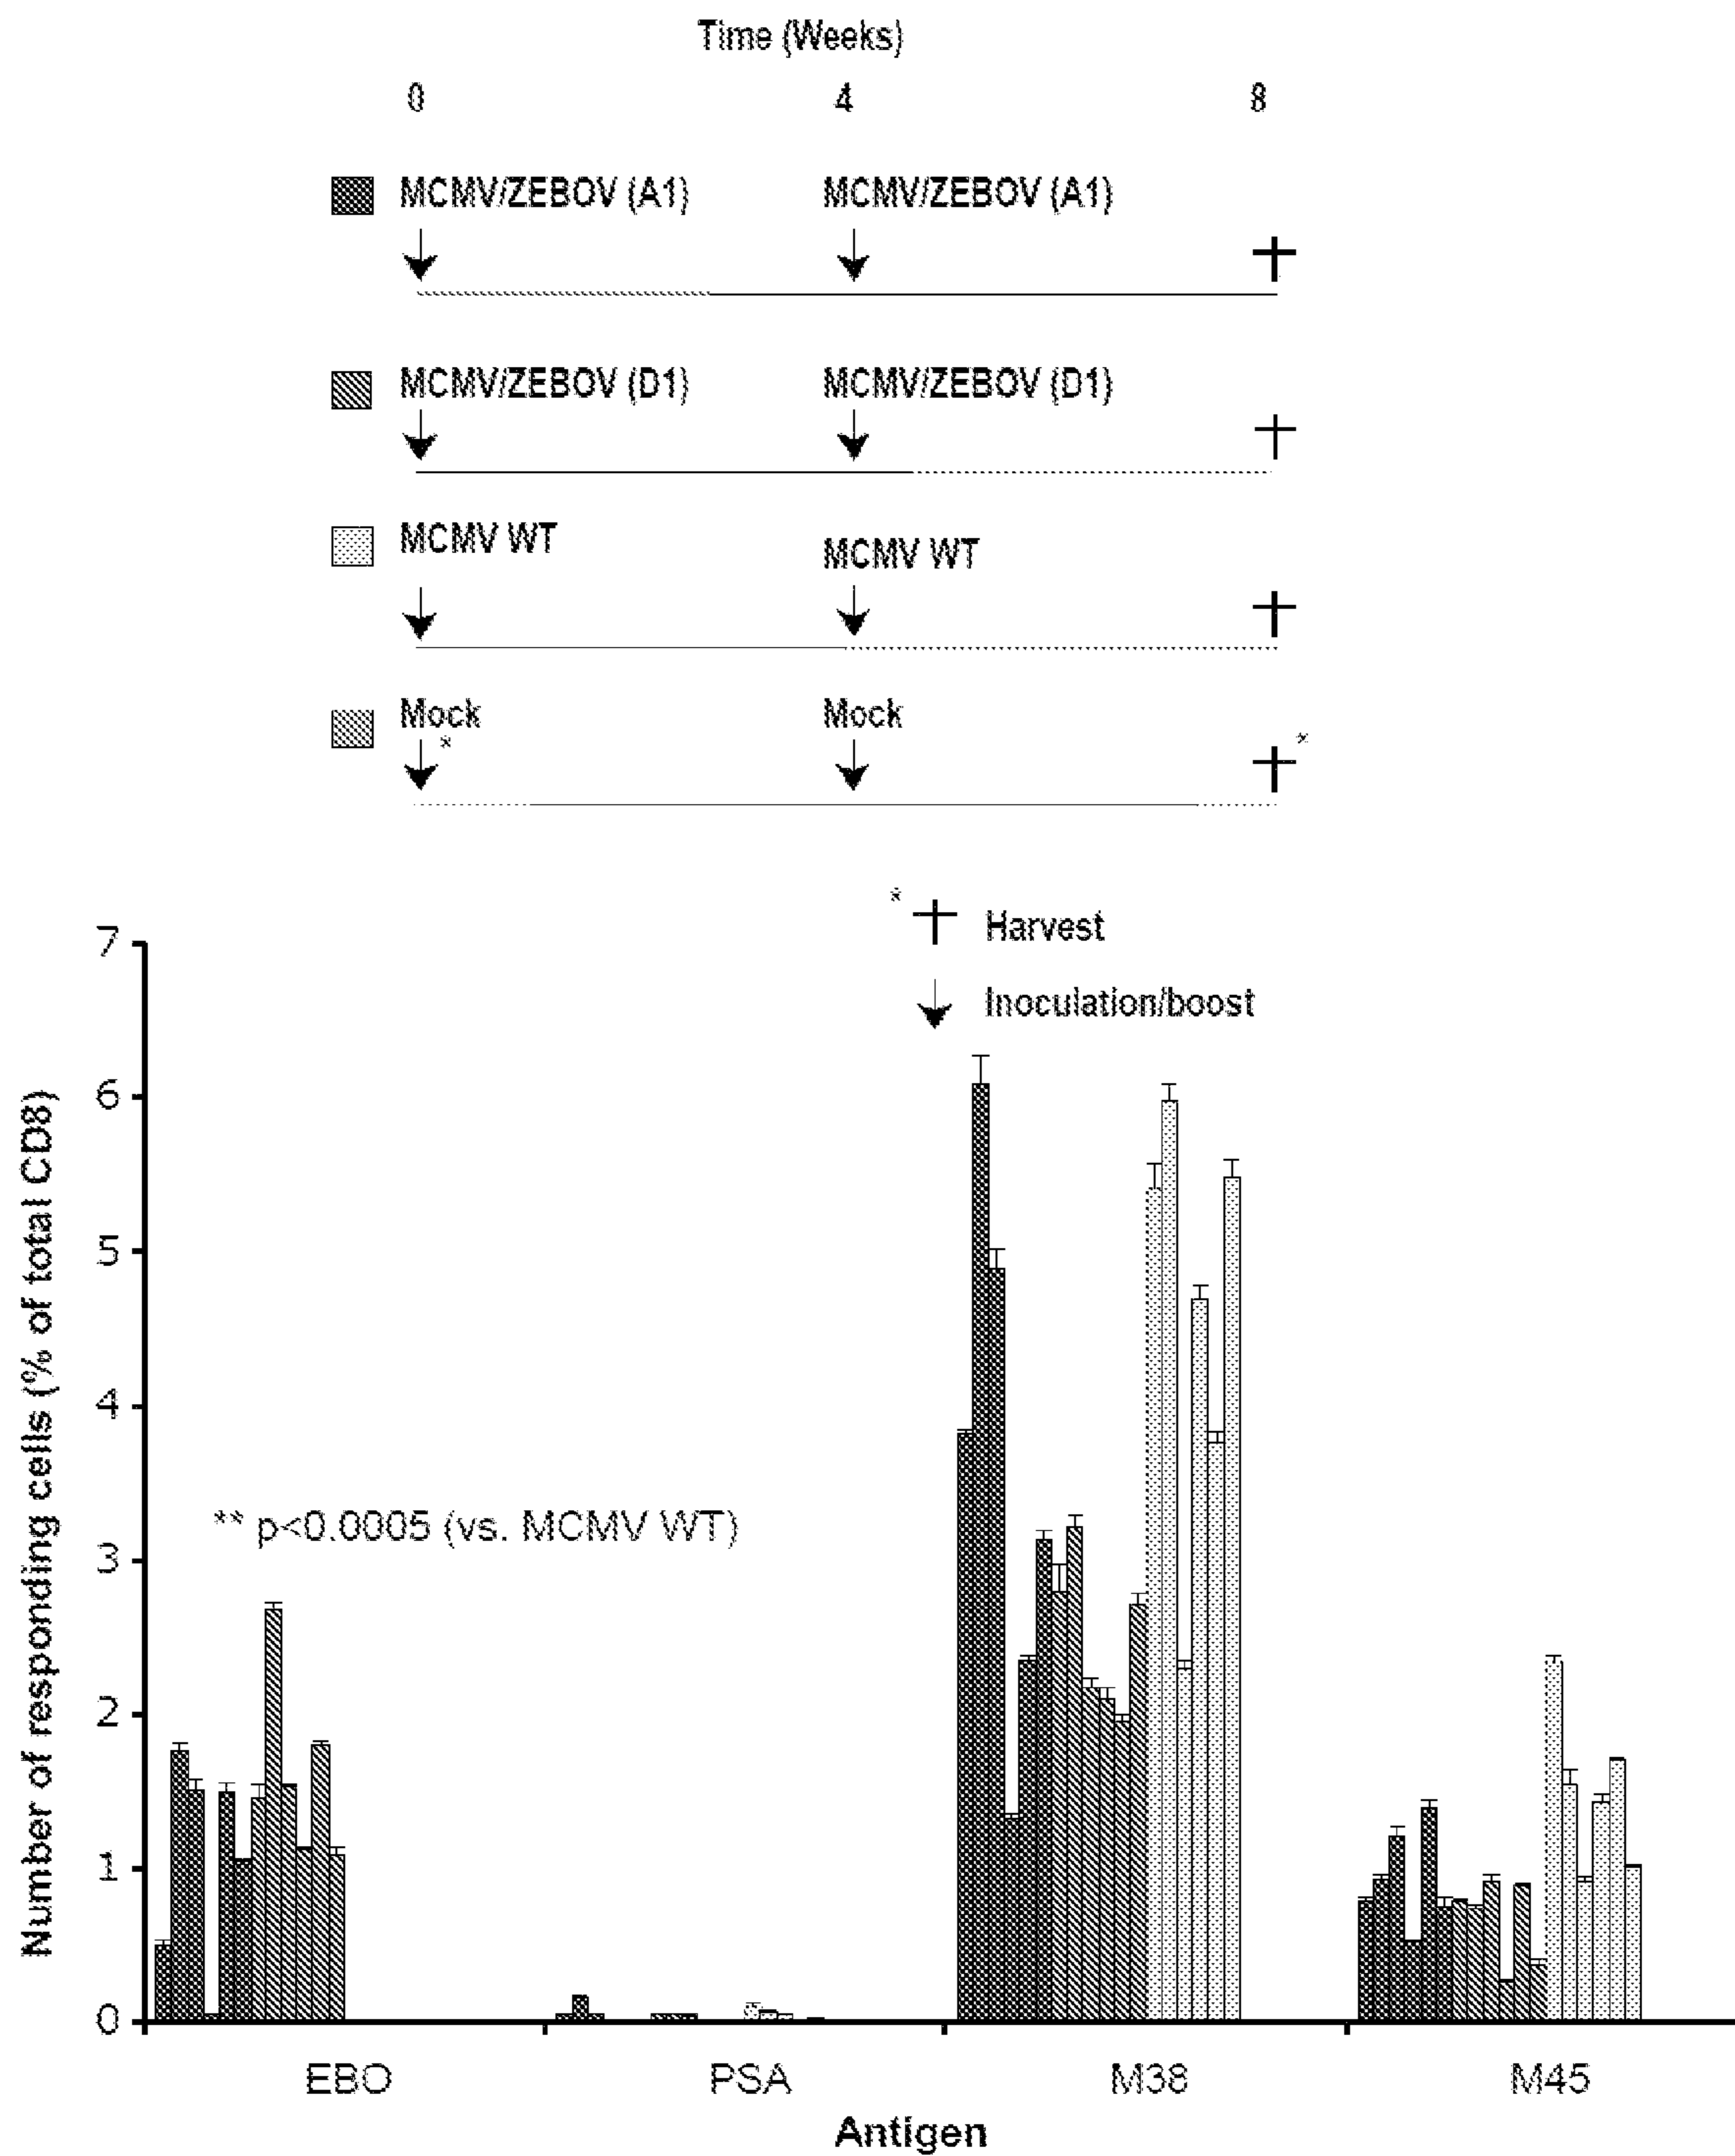 Time (Weeks)
0 4 8
MCMV/ZEBOV (A1) MCMV/ZEBOV (A1)
MCMV/ZEBOV (D1) MCMV/ZEBOV (D1)
MCMV WT MCMV WT
Mock Mock
* *
* Harvest
Inoculation/boost
Number of responding cells (% of total CD8)
7
6
5
4
3
2
1
0
** p<0.0005 (vs. MCMV WT)
EBO PSA M38 M45
Antigen